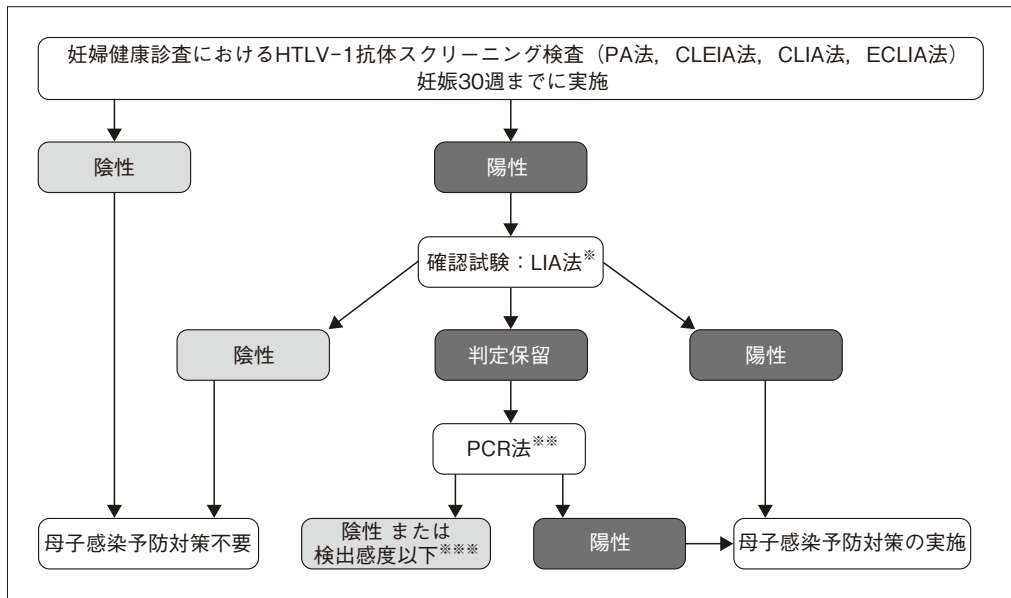 妊婦健康診査におけるHTLV-1抗体スクリーニング検査（PA法，CLEIA法，CLIA法，ECLIA法）
妊娠30週までに実施
陰性
陽性
確認試験：LIA法※
陰性
判定保留
陽性
PCR法※※
母子感染予防対策不要
陰性 または
検出感度以下※※※
陽性
母子感染予防対策の実施